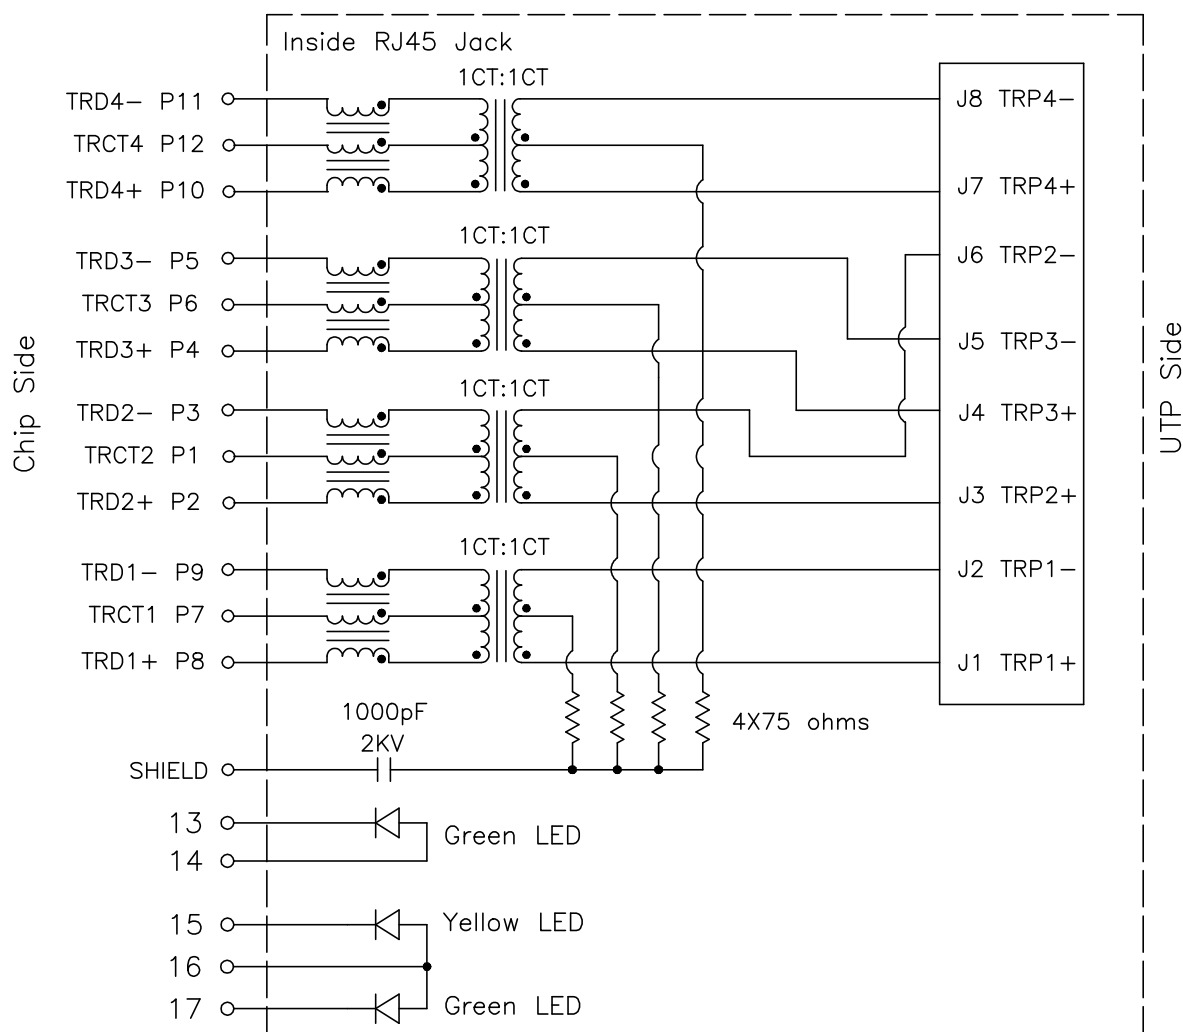 Inside RJ45 Jack
1CT:1CT
TRD4- P11
J8 TRP4-
TRCT4 P12
TRD4+ P10
J7 TRP4+
1CT:1CT
TRD3- P5
J6 TRP2-
TRCT3 P6
TRD3+ P4
J5 TRP3-
Chip Side
UTP Side
1CT:1CT
TRD2- P3
J4 TRP3+
TRCT2 P1
TRD2+ P2
J3 TRP2+
1CT:1CT
TRD1- P9
J2 TRP1-
TRCT1 P7
TRD1+ P8
J1 TRP1+
1000pF
2KV
4X75 ohms
SHIELD
13
Green LED
14
15
Yellow LED
16
17
Green LED